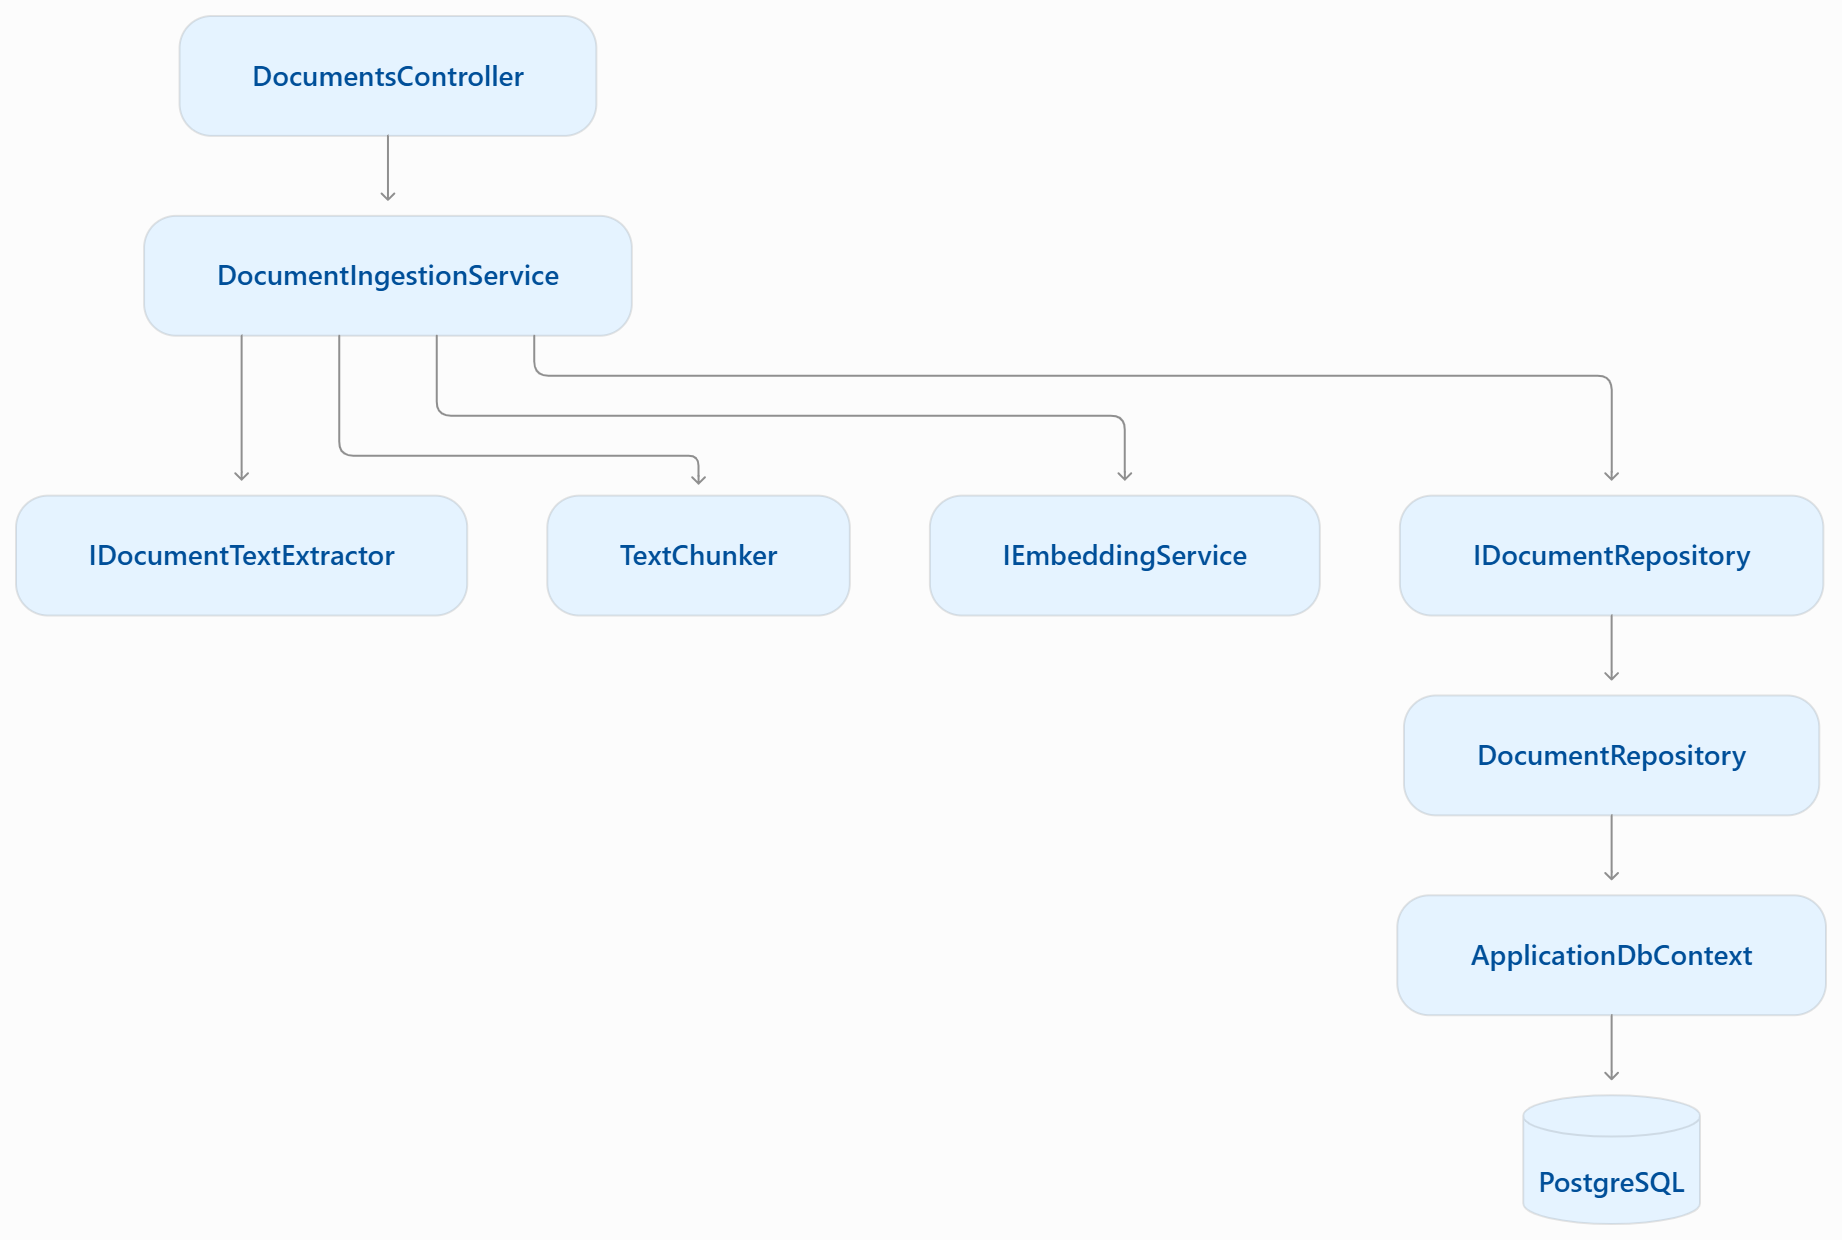 DocumentsController
DocumentIngestionService
IDocumentTextExtractor
TextChunker
IEmbeddingService
IDocumentRepository
DocumentRepository
ApplicationDbContext
PostgreSQL